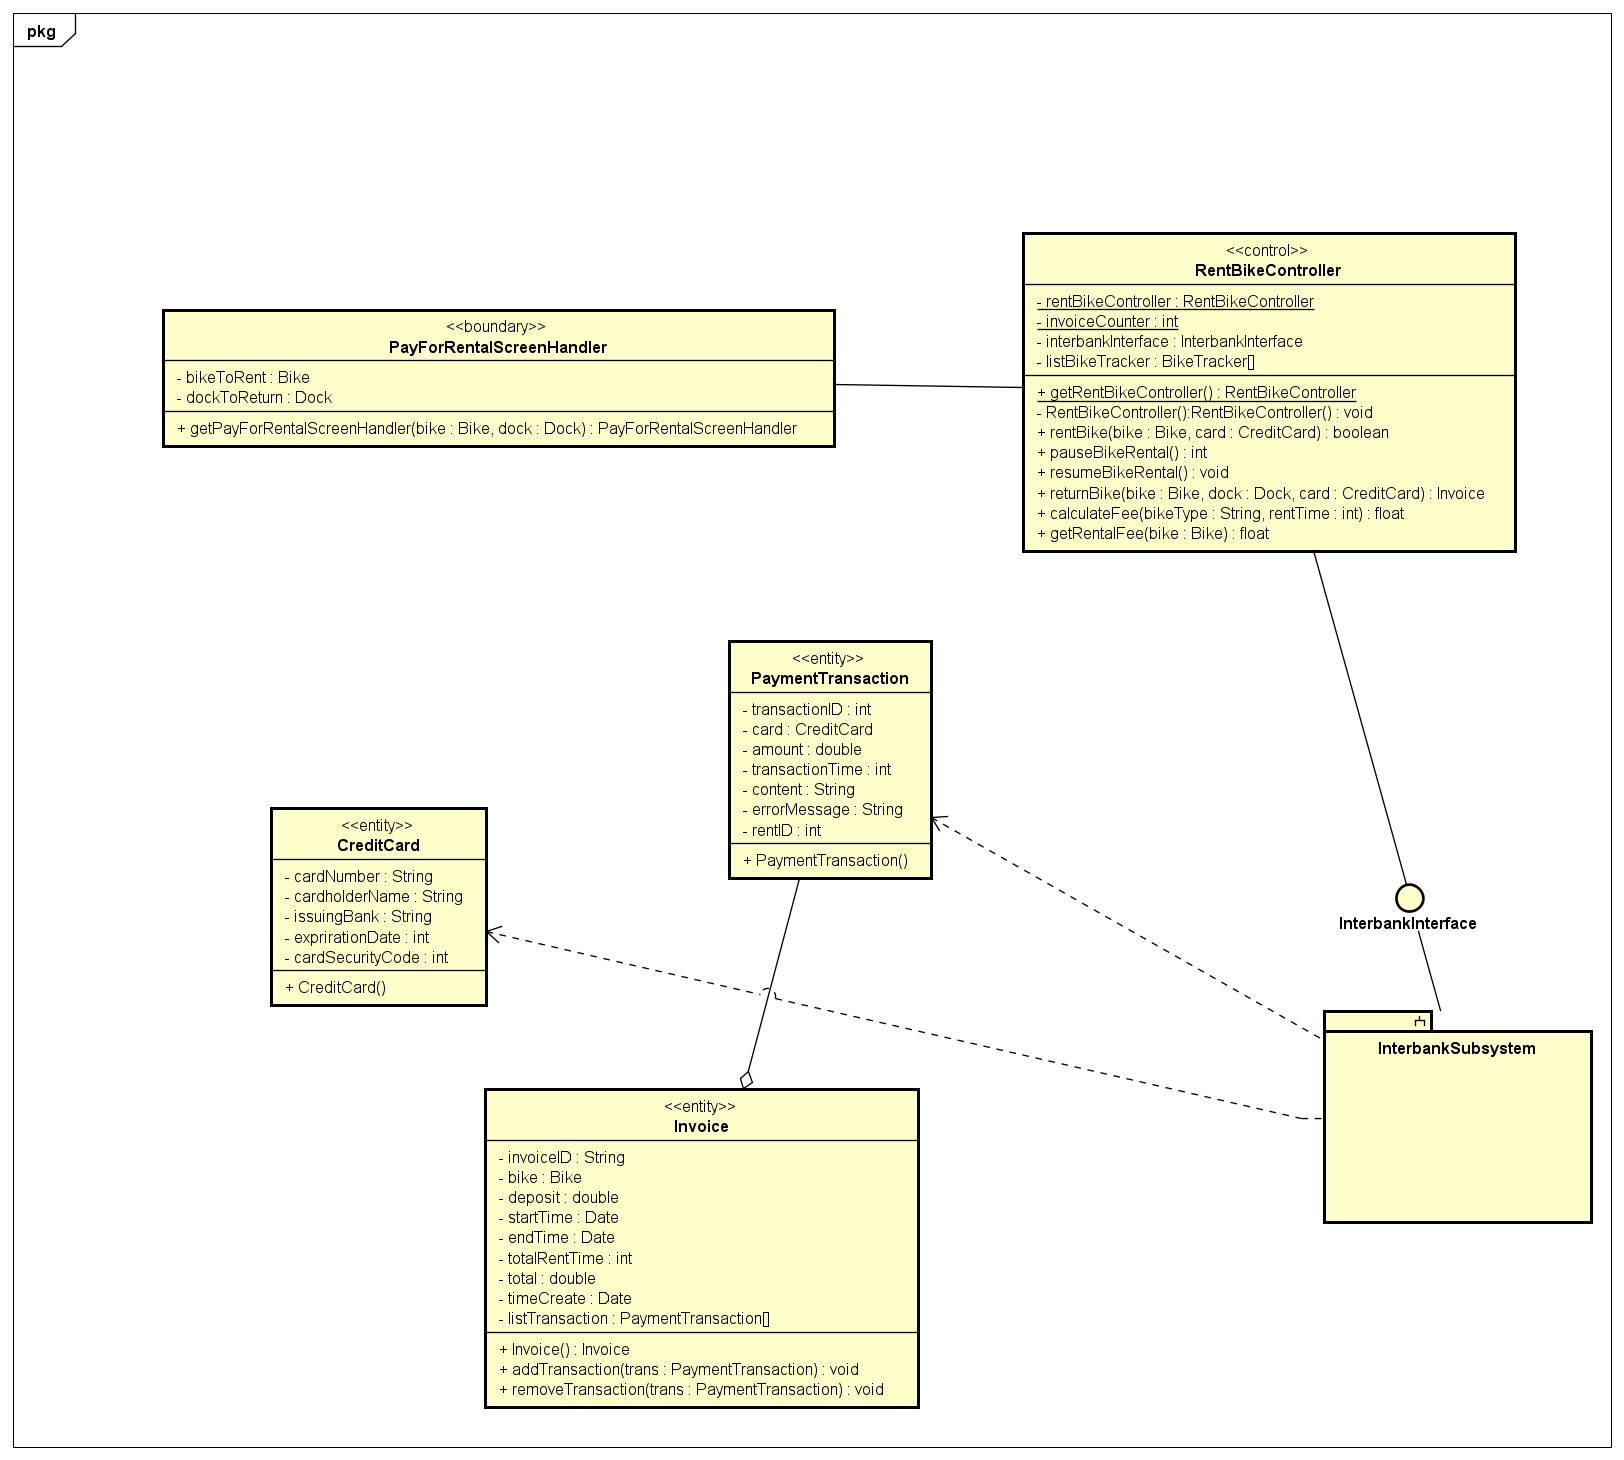 pkg
<<control>>
RentBikeController
- rentBikeController : RentBikeController
- invoiceCounter : int
- interbankInterface : InterbankInterface
- listBikeTracker : BikeTracker[]
+ getRentBikeController() : RentBikeController
- RentBikeController():RentBikeController() : void
+ rentBike(bike : Bike, card : CreditCard) : boolean
+ pauseBikeRental() : int
+ resumeBikeRental() : void
+ returnBike(bike : Bike, dock : Dock, card : CreditCard) : Invoice
+ calculateFee(bikeType : String, rentTime : int) : float
+ getRentalFee(bike : Bike) : float
<<boundary>>
PayForRentalScreenHandler
- bikeToRent : Bike
- dockToReturn : Dock
+ getPayForRentalScreenHandler(bike : Bike, dock : Dock) : PayForRentalScreenHandler
<<entity>>
PaymentTransaction
- transactionID : int
- card : CreditCard
- amount : double
- transactionTime : int
- content : String
- errorMessage : String
- rentID : int
+ PaymentTransaction()
<<entity>>
CreditCard
- cardNumber : String
- cardholderName : String
- issuingBank : String
- exprirationDate : int
- cardSecurityCode : int
+ CreditCard()
InterbankInterface
InterbankSubsystem
<<entity>>
Invoice
- invoiceID : String
- bike : Bike
- deposit : double
- startTime : Date
- endTime : Date
- totalRentTime : int
- total : double
- timeCreate : Date
- listTransaction : PaymentTransaction[]
+ Invoice() : Invoice
+ addTransaction(trans : PaymentTransaction) : void
+ removeTransaction(trans : PaymentTransaction) : void